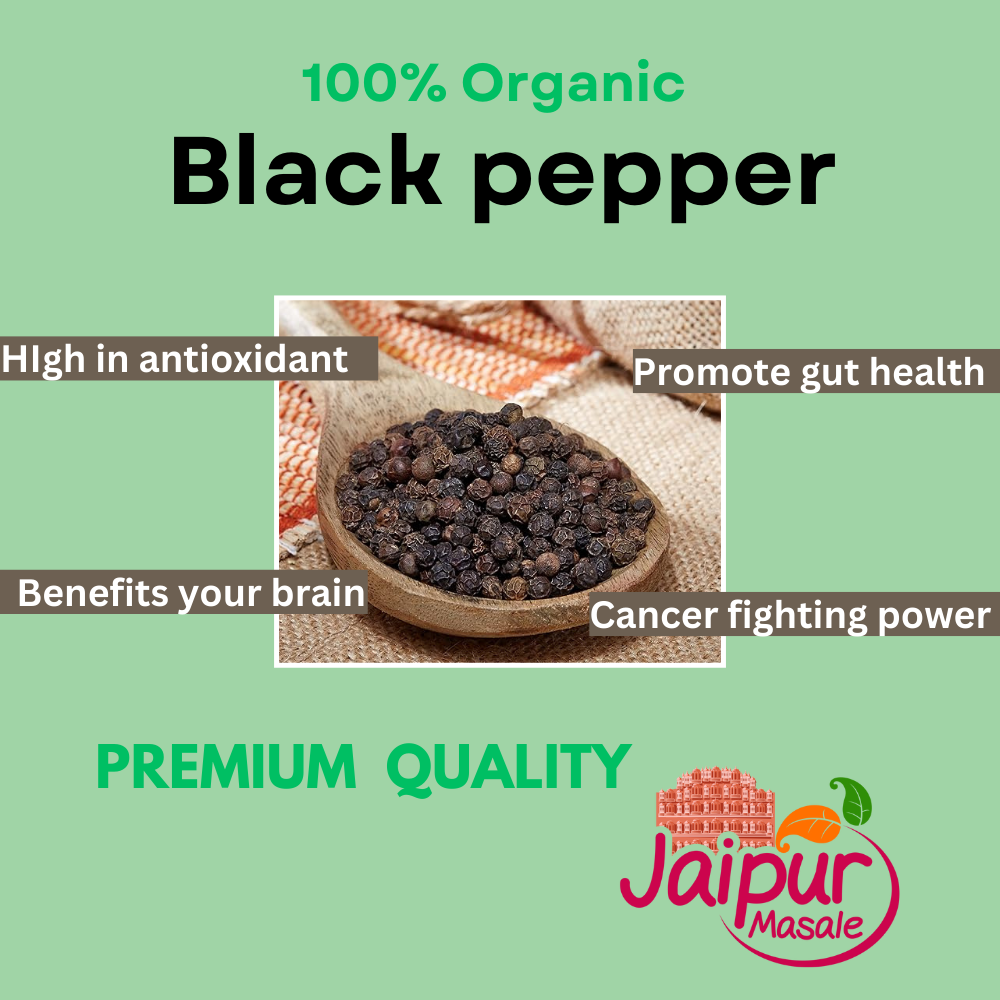 100% Organic
Black pepper
HIgh in antioxidant
Promote gut health
Benefits your brain
Cancer fighting power
PREMIUM QUALITY
Jaipur
Masale